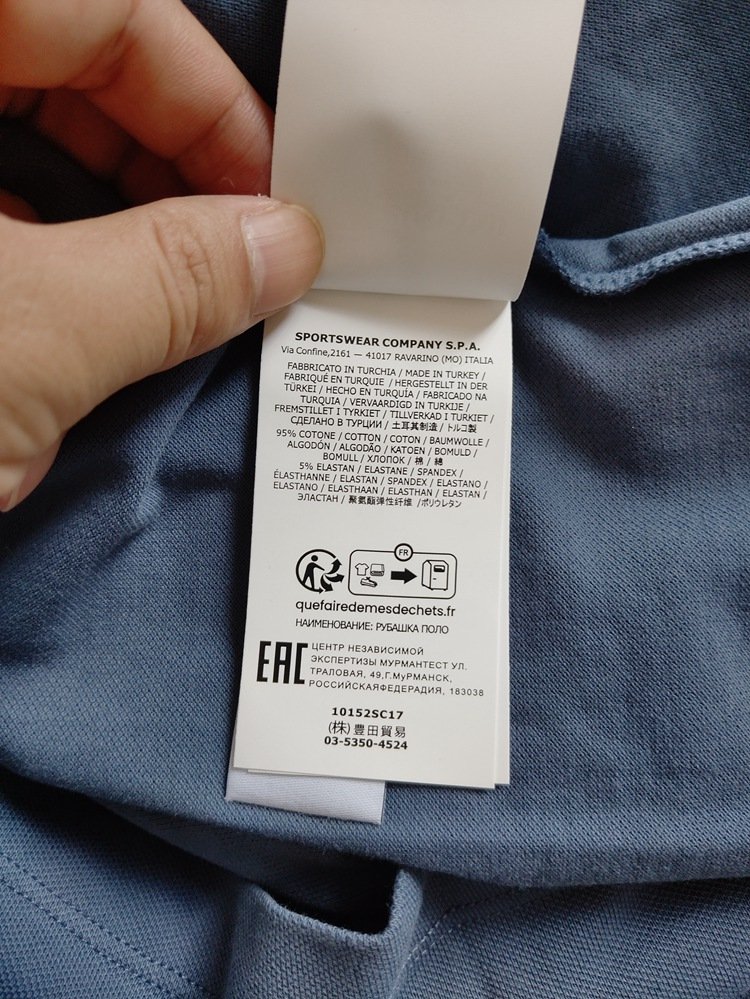 SPORTSWEAR COMPANY S.P.A.
Via Confine,2161 — 41017 RAVARINO (MO) ITALIA
FABBRICATO IN TURCHIA / MADE IN TURKEY /
FABRIQUÉ EN TURQUIE / HERGESTELLT IN DER
TÜRKEI / HECHO EN TURQUÍA / FABRICADO NA
TURQUIA / VERVAARDIGD IN TURKIJE /
FREMSTILLET I TYRKIET / TILLVERKAD I TURKIET /
СДЕЛАНО В ТУРЦИИ / 土耳其制造 / トルコ製
95% COTONE / COTTON / COTON / BAUMWOLLE /
ALGODÓN / ALGODÃO / KATOEN / BOMULD /
BOMULL / ХЛОПОК / 棉 / 綿
5% ELASTAN / ELASTANE / SPANDEX /
ÉLASTHANNE / ELASTAN / SPANDEX / ELASTANO /
ELASTANO / ELASTHAAN / ELASTHAN / ELASTAN /
ЭЛАСТАН / 聚氨酯弹性纤维 /ポリウレタン
FR
quefairedemesdechets.fr
НАИМЕНОВАНИЕ: РУБАШКА ПОЛО
EAC
ЦЕНТР НЕЗАВИСИМОЙ
ЭКСПЕРТИЗЫ МУРМАНТЕСТ УЛ.
ТРАЛОВАЯ, 49,Г.МуРМАНСК,
РОССИЙСКАЯФЕДЕРАДИЯ, 183038
10152SC17
(株)豊田貿易
03-5350-4524